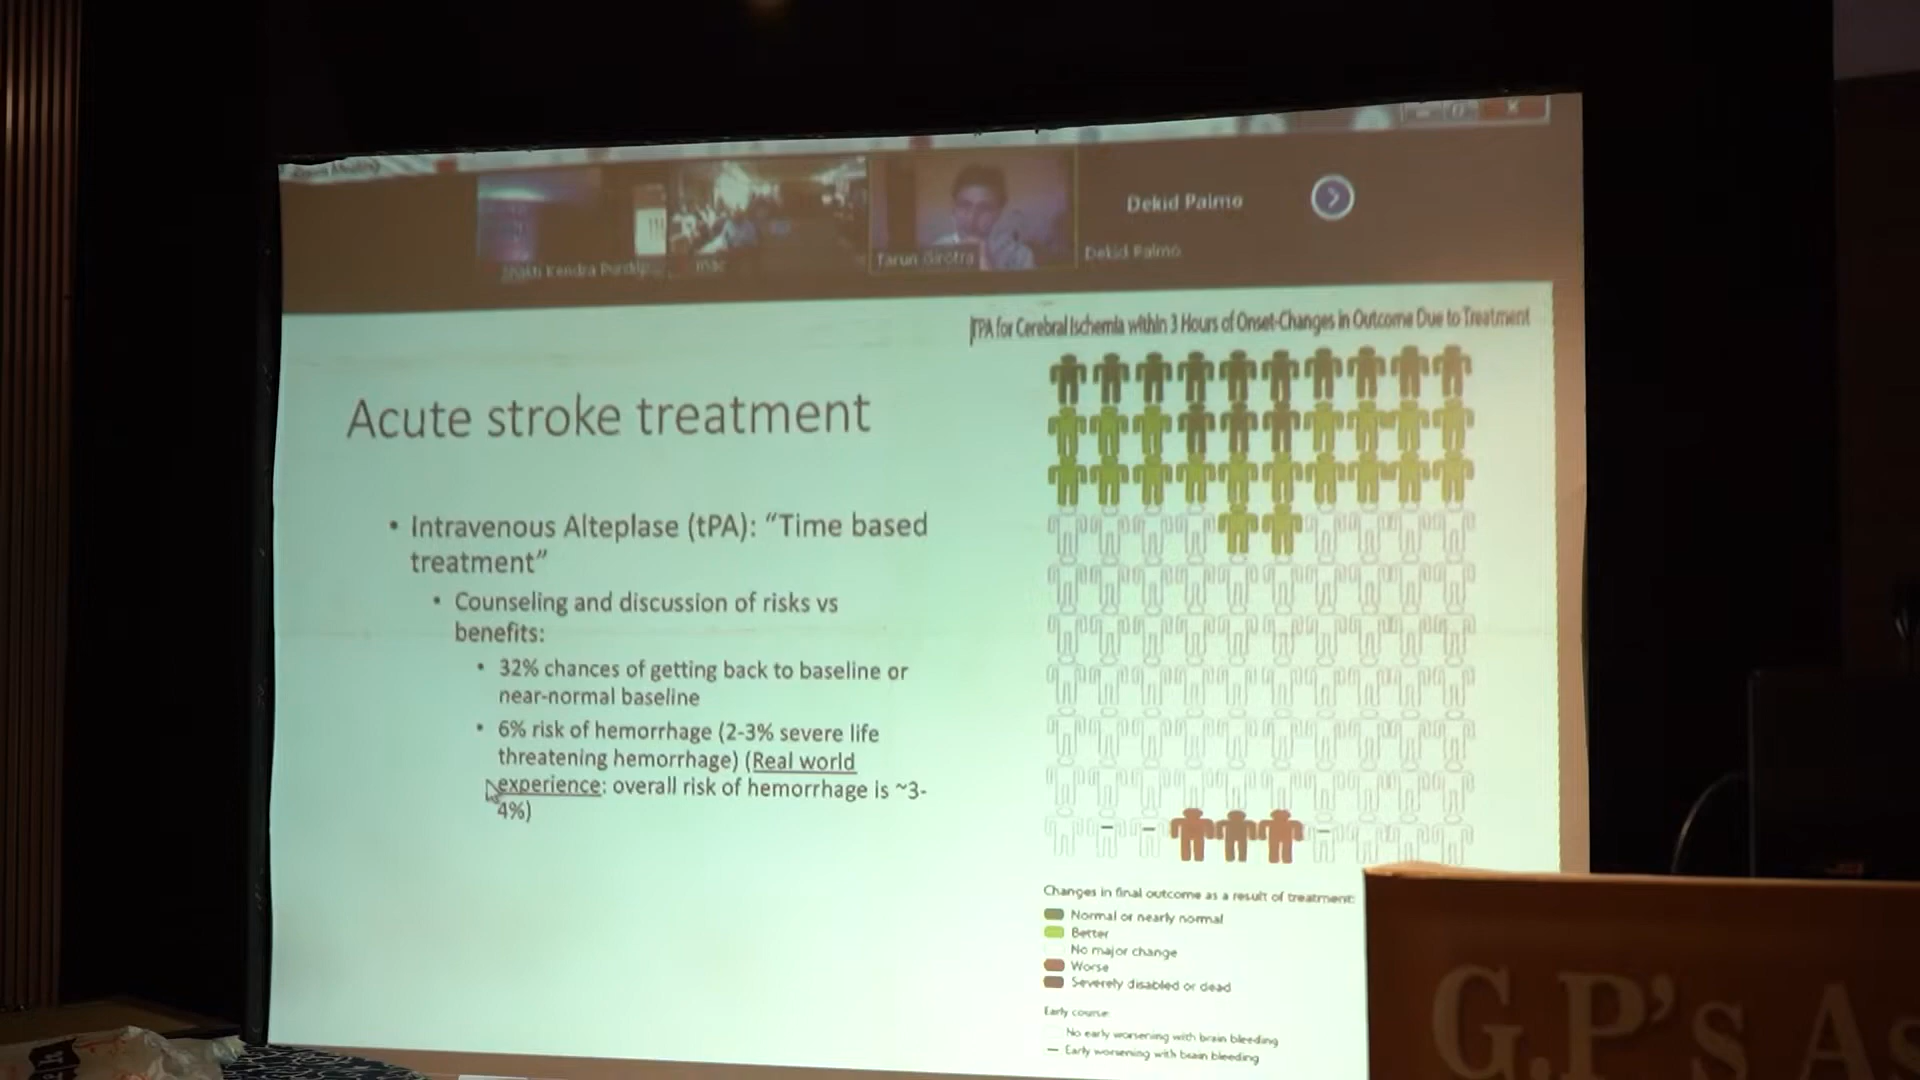 Dekid Palmo
mac
Tarun Girotra
Dekid Palmo
TPA for Cerebral Ischemia within 3 Hours of Onset-Changes in Outcome Due to Treatment
Acute stroke treatment
• Intravenous Alteplase (tPA): “Time based
treatment”
• Counseling and discussion of risks vs
benefits:
• 32% chances of getting back to baseline or
near-normal baseline
• 6% risk of hemorrhage (2-3% severe life
threatening hemorrhage) (Real world
experience: overall risk of hemorrhage is ~3-
4%)
Changes in final outcome as a result of treatment:
Normal or nearly normal
Better
No major change
Worse
Severely disabled or dead
Early course:
No early worsening with brain bleeding
Early worsening with brain bleeding
G.P's As